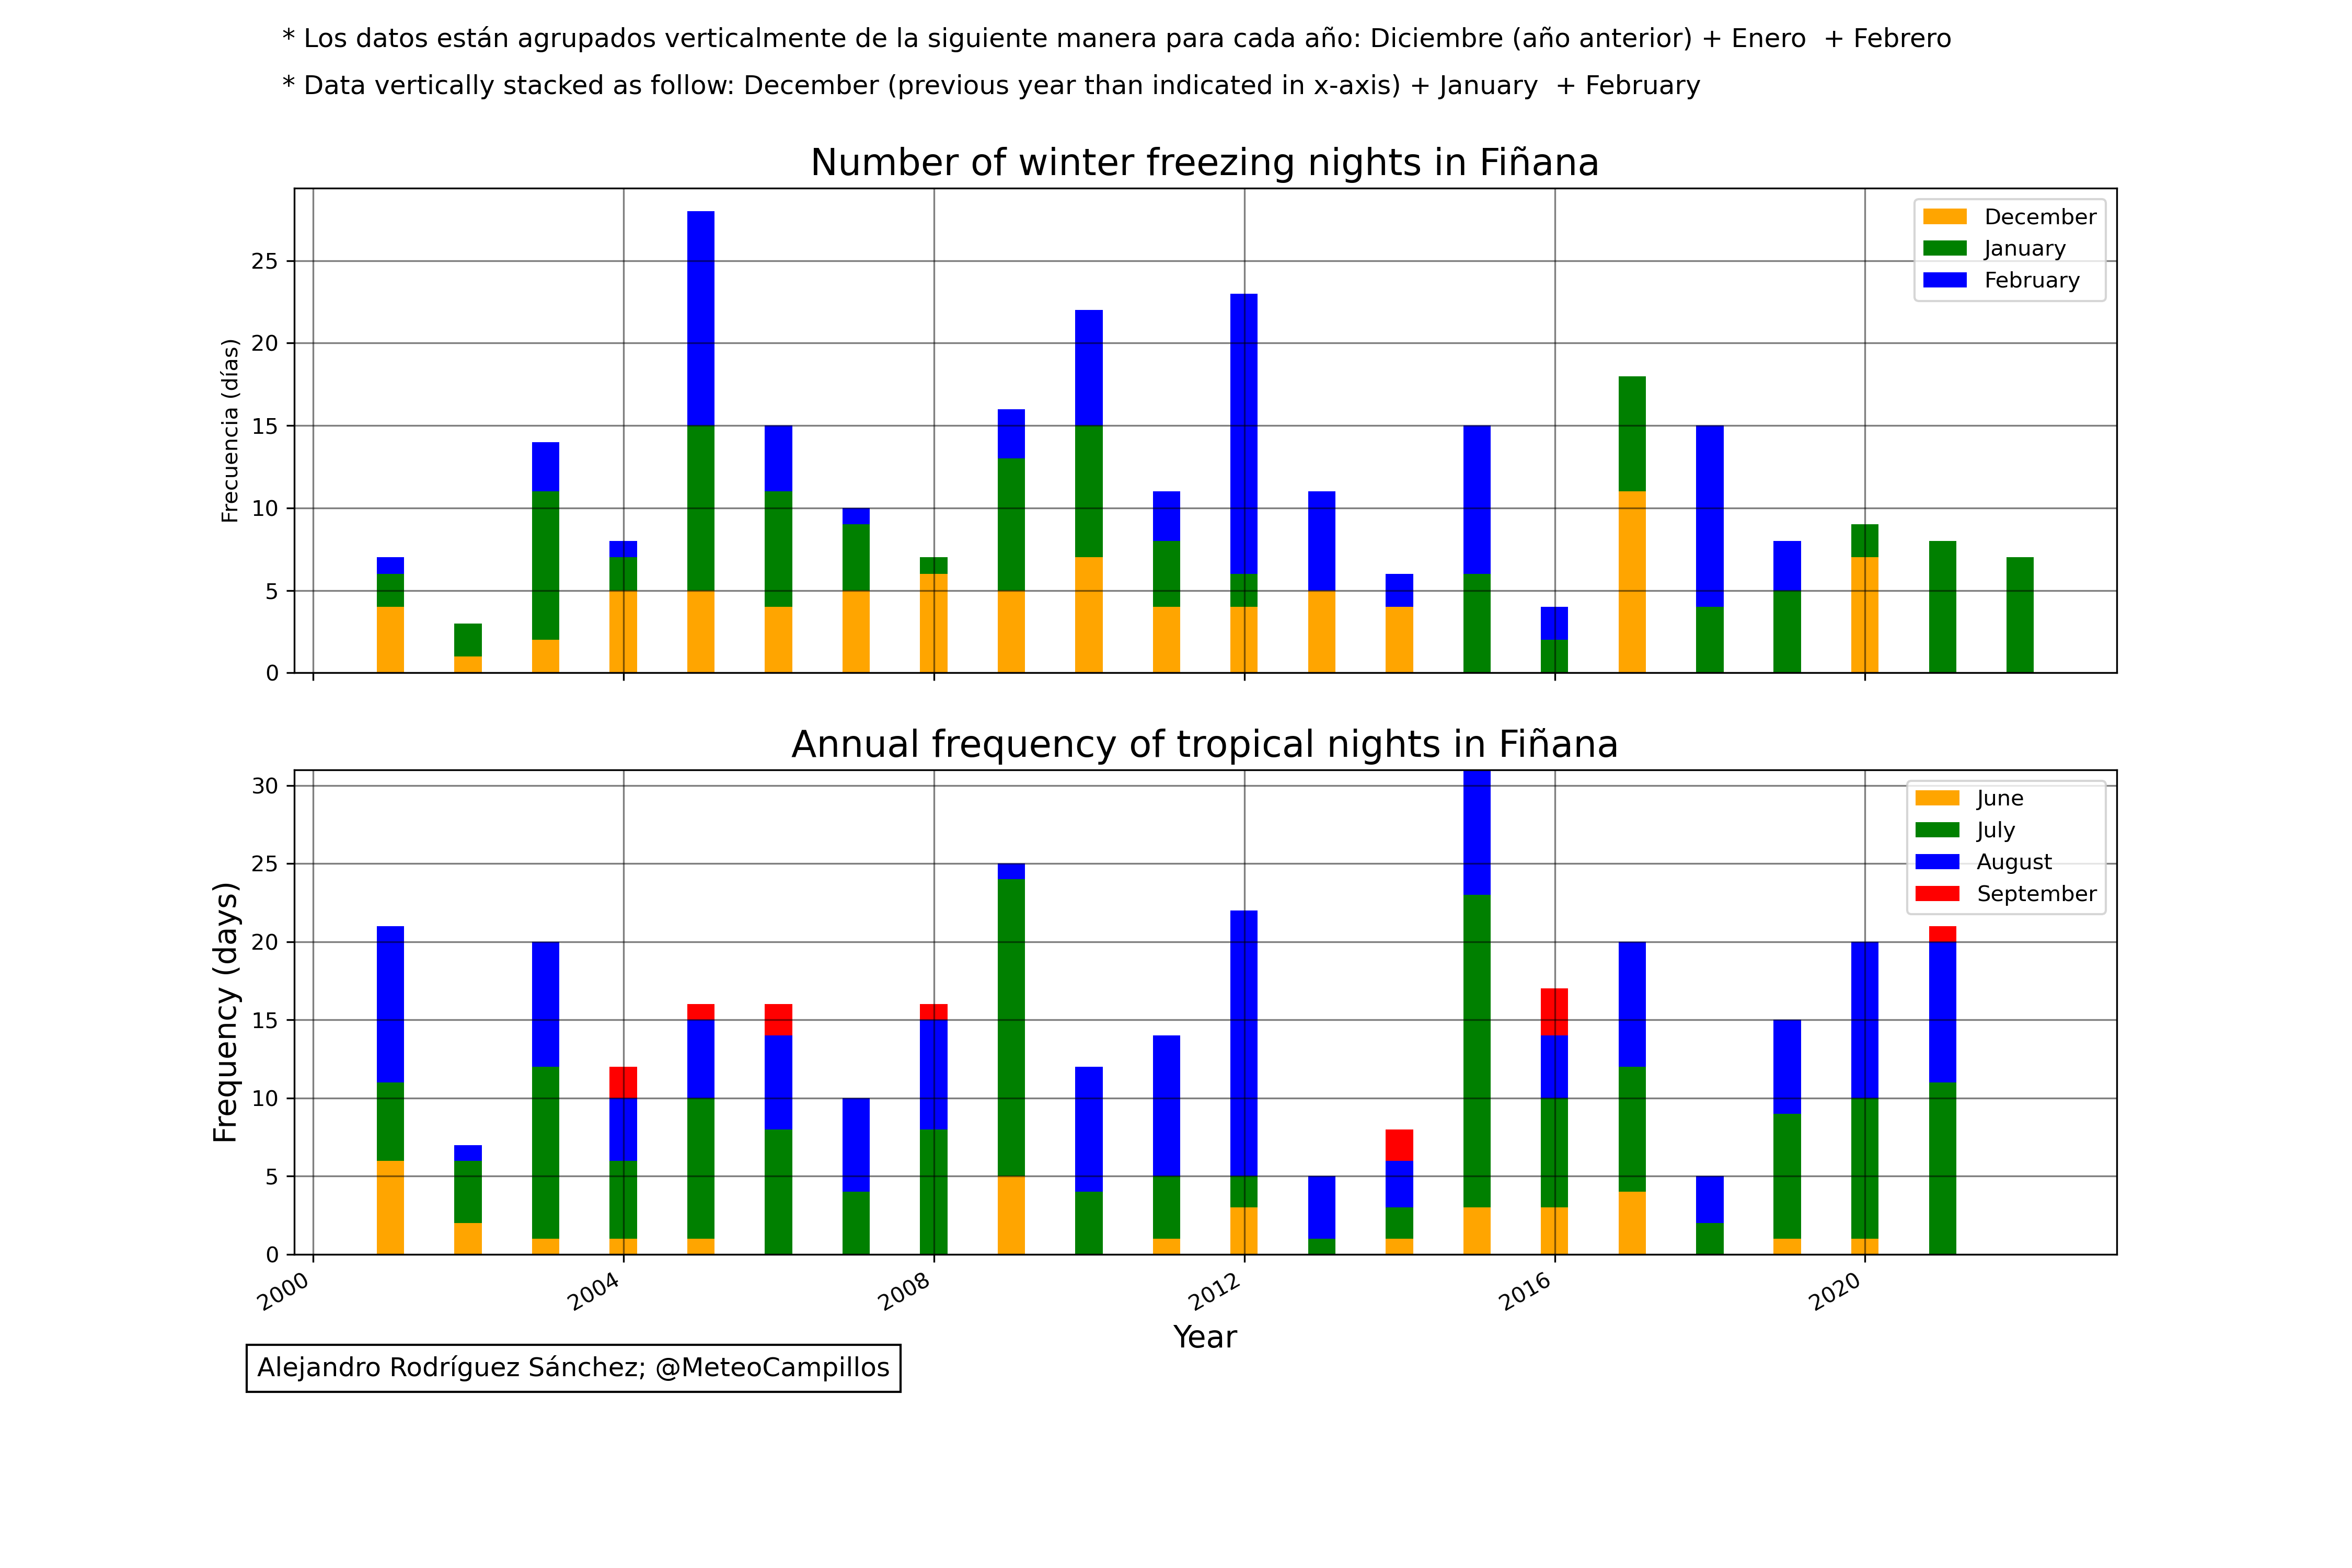 * Los datos están agrupados verticalmente de la siguiente manera para cada año: Diciembre (año anterior) + Enero  + Febrero
* Data vertically stacked as follow: December (previous year than indicated in x-axis) + January  + February
Number of winter freezing nights in Fiñana
December
January
February
25
20
15
10
5
0
Frecuencia (días)
Annual frequency of tropical nights in Fiñana
June
July
August
September
30
25
20
15
10
5
0
Frequency (days)
2000 2004 2008 2012 2016 2020
Year
Alejandro Rodríguez Sánchez; @MeteoCampillos